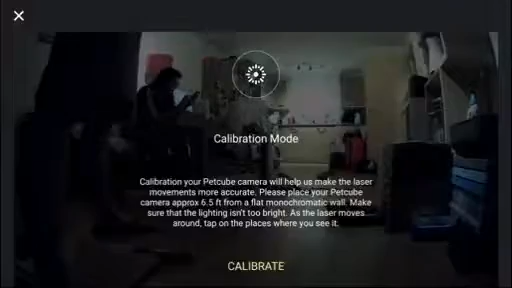 Calibration Mode
Calibration your Petcube camera will help us make the laser
movements more accurate. Please place your Petcube
camera approx 6.5 ft from a flat monochromatic wall. Make
sure that the lighting isn't too bright. As the laser moves
around, tap on the places where you see it.
CALIBRATE